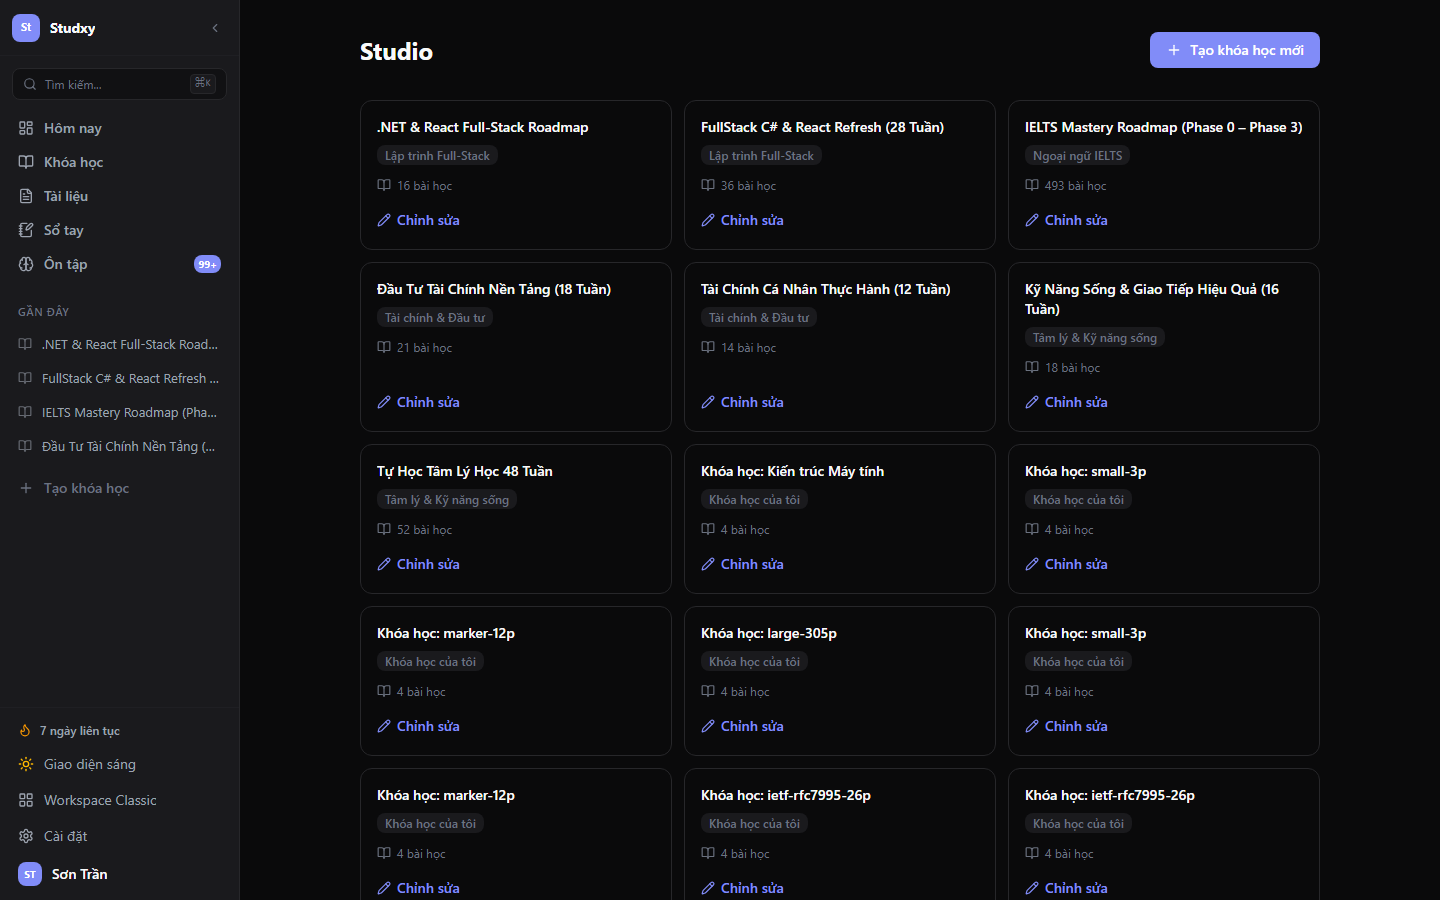 St Studxy
Tìm kiếm... ⌘K
Hôm nay
Khóa học
Tài liệu
Sổ tay
Ôn tập 99+
GẦN ĐÂY
.NET & React Full-Stack Road...
FullStack C# & React Refresh ...
IELTS Mastery Roadmap (Pha...
Đầu Tư Tài Chính Nền Tảng (...
Tạo khóa học
7 ngày liên tục
Giao diện sáng
Workspace Classic
Cài đặt
ST Sơn Trần
Studio
Tạo khóa học mới
.NET & React Full-Stack Roadmap
Lập trình Full-Stack
16 bài học
Chỉnh sửa
FullStack C# & React Refresh (28 Tuần)
Lập trình Full-Stack
36 bài học
Chỉnh sửa
IELTS Mastery Roadmap (Phase 0 – Phase 3)
Ngoại ngữ IELTS
493 bài học
Chỉnh sửa
Đầu Tư Tài Chính Nền Tảng (18 Tuần)
Tài chính & Đầu tư
21 bài học
Chỉnh sửa
Tài Chính Cá Nhân Thực Hành (12 Tuần)
Tài chính & Đầu tư
14 bài học
Chỉnh sửa
Kỹ Năng Sống & Giao Tiếp Hiệu Quả (16
Tuần)
Tâm lý & Kỹ năng sống
18 bài học
Chỉnh sửa
Tự Học Tâm Lý Học 48 Tuần
Tâm lý & Kỹ năng sống
52 bài học
Chỉnh sửa
Khóa học: Kiến trúc Máy tính
Khóa học của tôi
4 bài học
Chỉnh sửa
Khóa học: small-3p
Khóa học của tôi
4 bài học
Chỉnh sửa
Khóa học: marker-12p
Khóa học của tôi
4 bài học
Chỉnh sửa
Khóa học: large-305p
Khóa học của tôi
4 bài học
Chỉnh sửa
Khóa học: small-3p
Khóa học của tôi
4 bài học
Chỉnh sửa
Khóa học: marker-12p
Khóa học của tôi
4 bài học
Chỉnh sửa
Khóa học: ietf-rfc7995-26p
Khóa học của tôi
4 bài học
Chỉnh sửa
Khóa học: ietf-rfc7995-26p
Khóa học của tôi
4 bài học
Chỉnh sửa